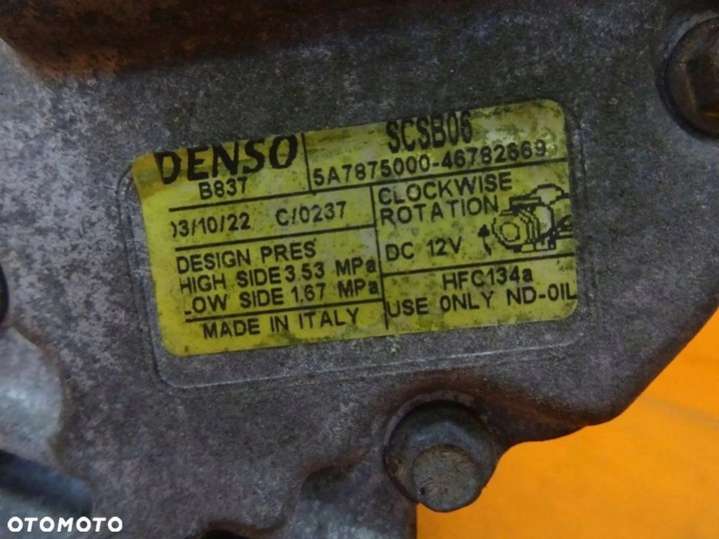 DENSO
SCSB06
B837
5A7875000-46782669
03/10/22 C/0237
CLOCKWISE
ROTATION
DC 12V
DESIGN PRES
HIGH SIDE 3.53 MPa
LOW SIDE 1.67 MPa
HFC134a
USE ONLY ND-OIL
MADE IN ITALY
OTOMOTO